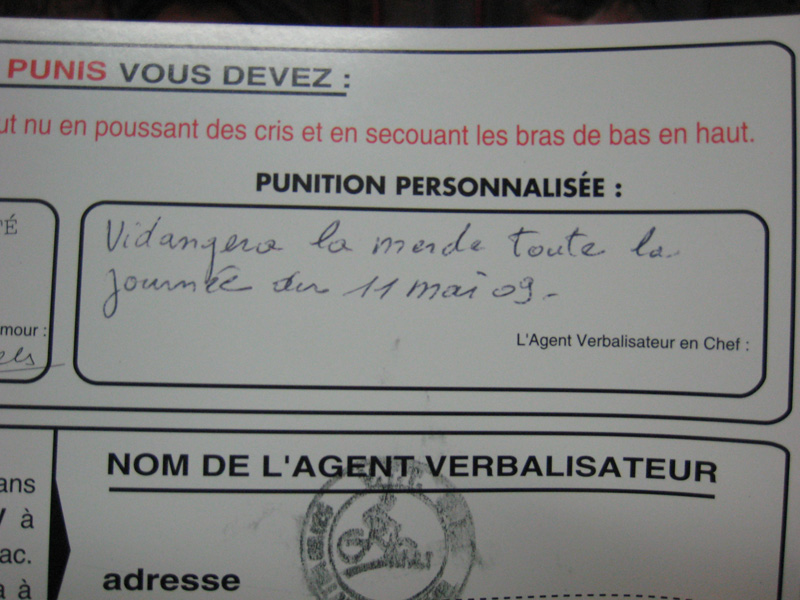 PUNIS VOUS DEVEZ :
ut nu en poussant des cris et en secouant les bras de bas en haut.
PUNITION PERSONNALISÉE :
TÉ
Vidangera la merde toute la
journée du 11 mai 09.
mour :
els
L'Agent Verbalisateur en Chef :
NOM DE L'AGENT VERBALISATEUR
ans
à
ac.
à
adresse